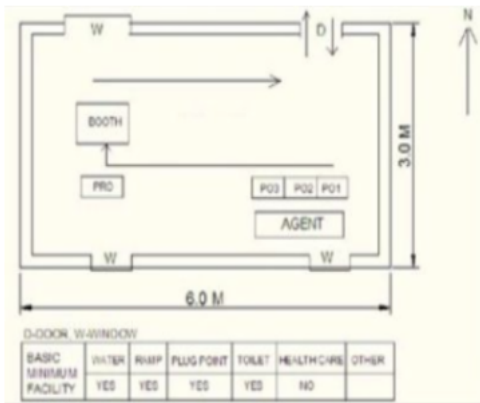 N
W
D
BOOTH
3.0 M
PRO
PO3 PO2 PO1
AGENT
W
W
6.0 M
D-DOOR, W-WINDOW
BASIC MINIMUM FACILITY WATER RAMP PLUG POINT TOILET HEALTH CARE OTHER
YES YES YES YES NO